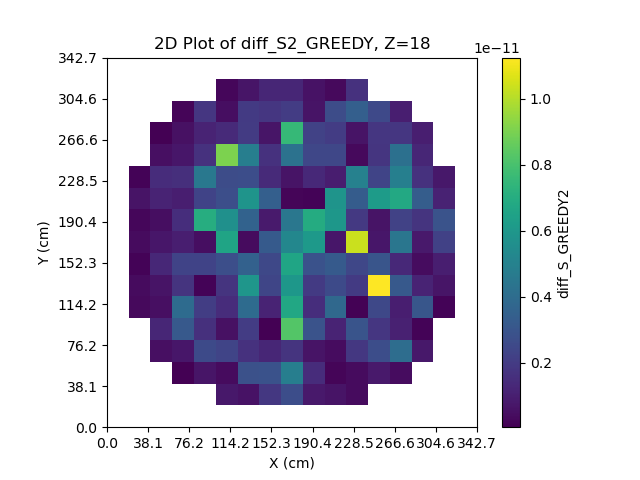 2D Plot of diff_S2_GREEDY, Z=18
1e−11
342.7
304.6
266.6
228.5
190.4
152.3
114.2
76.2
38.1
0.0
Y (cm)
0.0 38.1 76.2 114.2 152.3 190.4 228.5 266.6 304.6 342.7
X (cm)
1.0
0.8
0.6
0.4
0.2
diff_S_GREEDY2